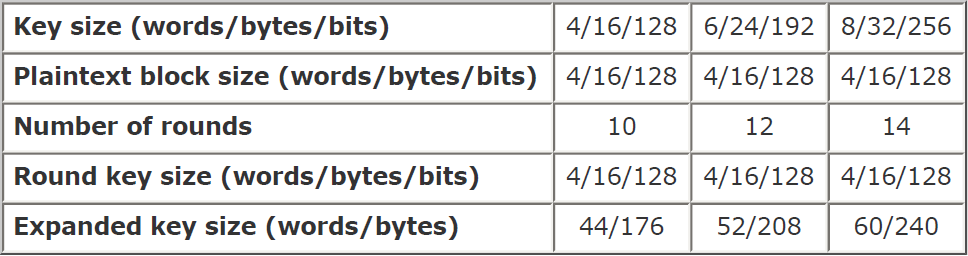 Key size (words/bytes/bits) 4/16/128 6/24/192 8/32/256
Plaintext block size (words/bytes/bits) 4/16/128 4/16/128 4/16/128
Number of rounds 10 12 14
Round key size (words/bytes/bits) 4/16/128 4/16/128 4/16/128
Expanded key size (words/bytes) 44/176 52/208 60/240